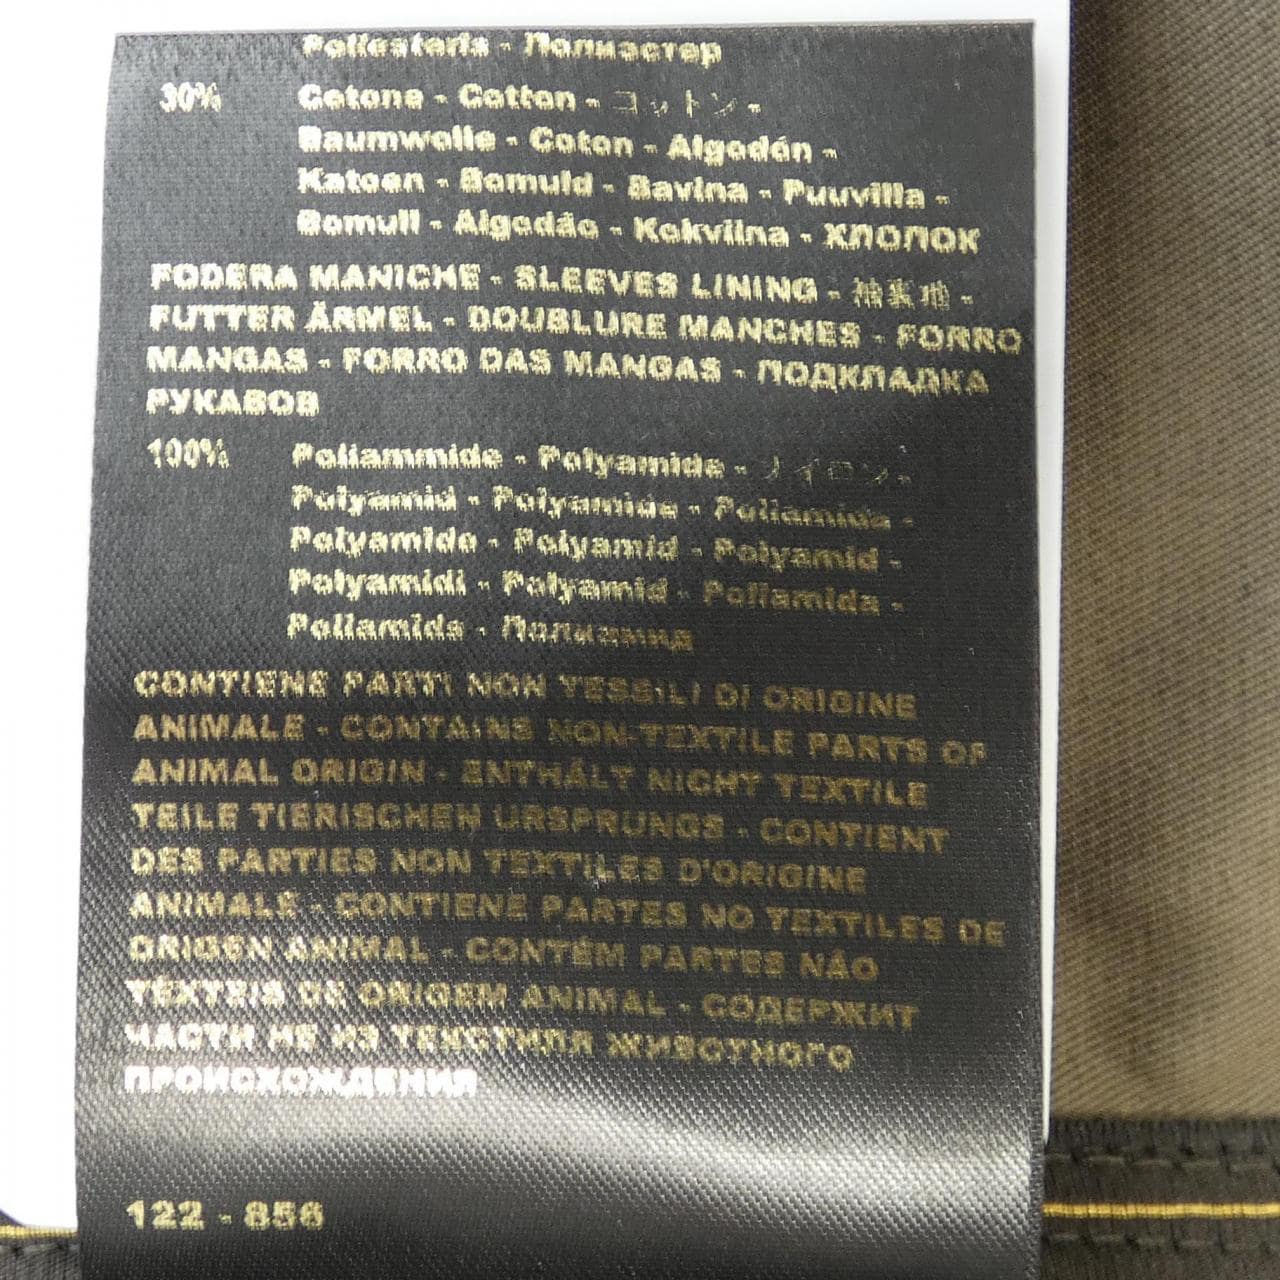 Poliesteris - Полиэстер
30% Cotone - Cotton - コットン -
Baumwolle - Coton - Algodón -
Katoen - Bomuld - Bavlna - Puuvilla -
Bomull - Algodão - Kokvilna - ХЛОПОК
FODERA MANICHE - SLEEVES LINING - 袖裏地 -
FUTTER ÄRMEL - DOUBLURE MANCHES - FORRO
MANGAS - FORRO DAS MANGAS - ПОДКЛАДКА
РУКАВОВ
100% Poliammide - Polyamide - ナイロン -
Polyamid - Polyamide - Poliamida -
Polyamide - Polyamid - Polyamid -
Polyamidi - Polyamid - Poliamida -
Poliamids - Полиамид
CONTIENE PARTI NON TESSILI DI ORIGINE
ANIMALE - CONTAINS NON-TEXTILE PARTS OF
ANIMAL ORIGIN - ENTHÁLT NICHT TEXTILE
TEILE TIERISCHEN URSPRUNGS - CONTIENT
DES PARTIES NON TEXTILES D'ORIGINE
ANIMALE - CONTIENE PARTES NO TEXTILES DE
ORIGEN ANIMAL - CONTÉM PARTES NÃO
TÊXTEIS DE ORIGEM ANIMAL - СОДЕРЖИТ
ЧАСТИ НЕ ИЗ ТЕКСТИЛЯ ЖИВОТНОГО
ПРОИСХОЖДЕНИЯ
122 - 856